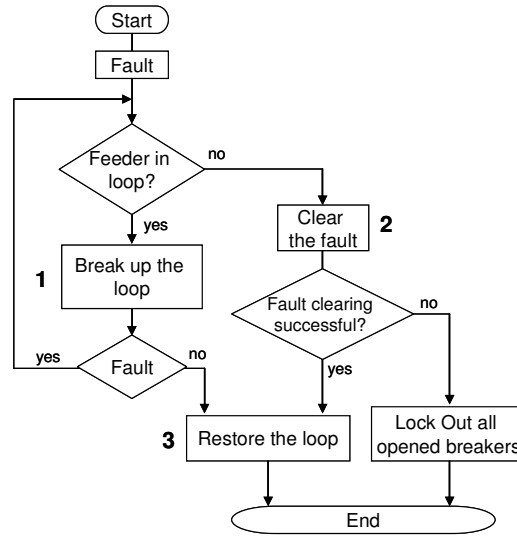 Start
Fault
Feeder in
loop?
no
yes
Clear
the fault
2
1
Break up the
loop
Fault clearing
successful?
no
yes
Fault
no
yes
3
Restore the loop
Lock Out all
opened breakers
End